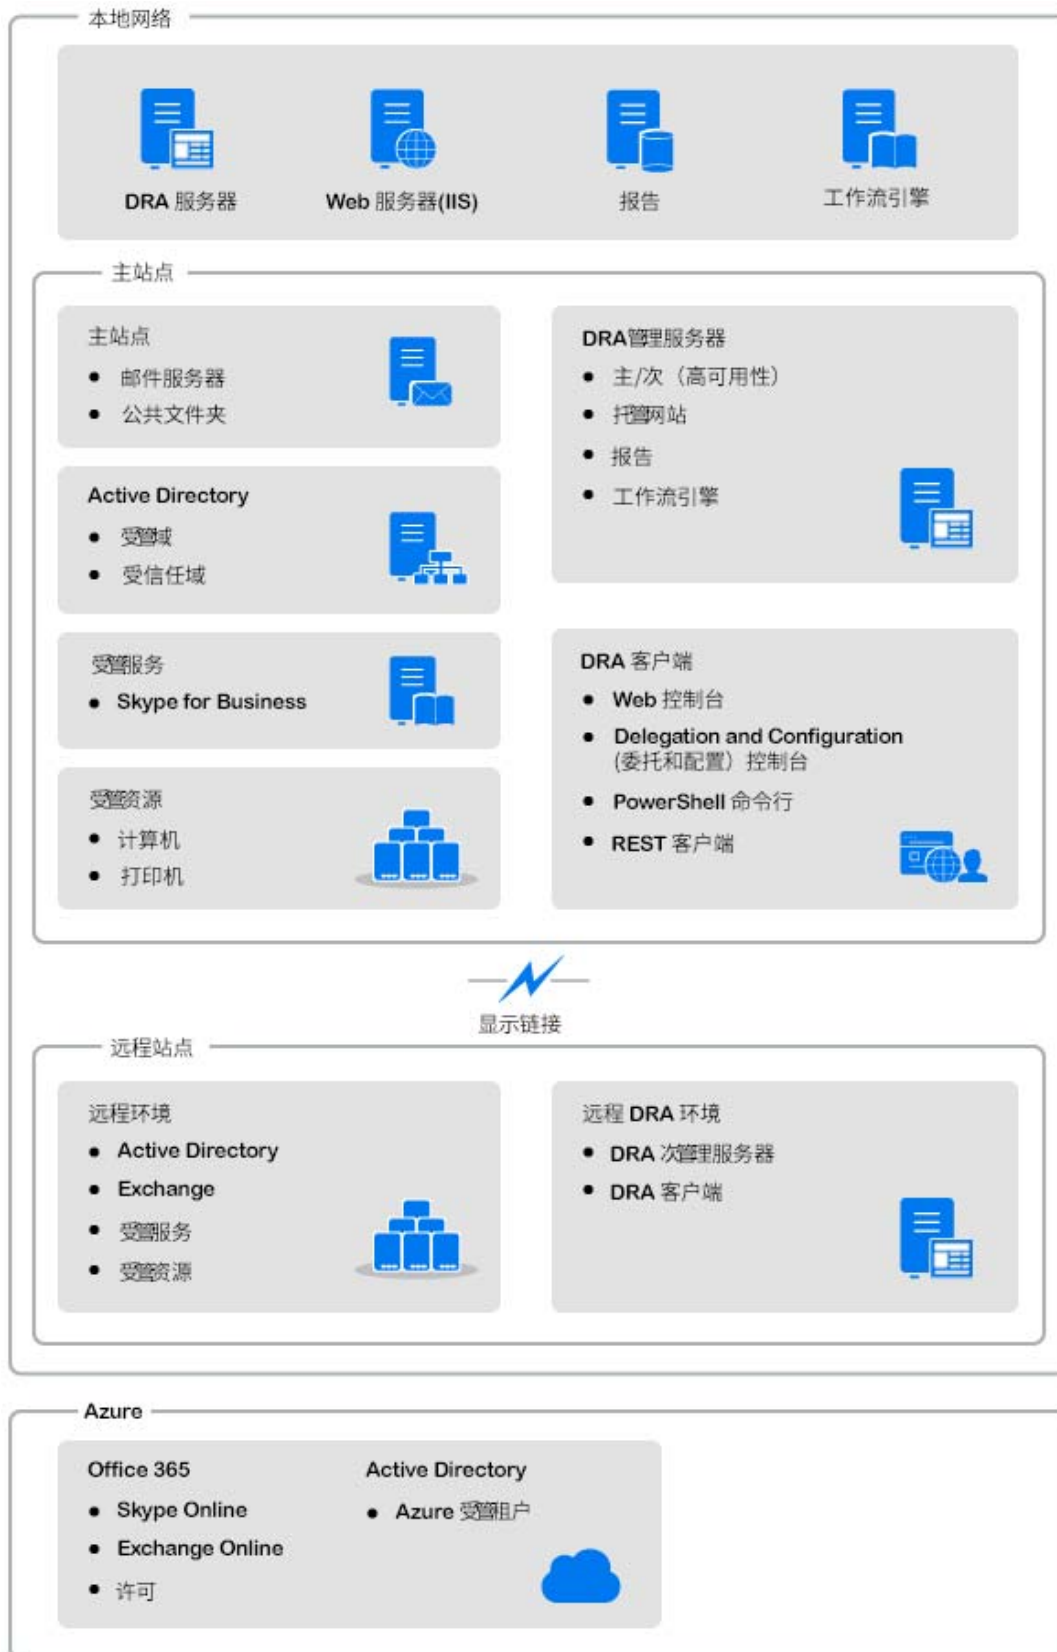 本地网络
DRA 服务器
Web 服务器(IIS)
报告
工作流引擎
主站点
主站点
• 邮件服务器
• 公共文件夹
Active Directory
• 受管域
• 受信任域
受管服务
• Skype for Business
受管资源
• 计算机
• 打印机
DRA管理服务器
• 主/次（高可用性）
• 托管网站
• 报告
• 工作流引擎
DRA 客户端
• Web 控制台
• Delegation and Configuration
(委托和配置）控制台
• PowerShell 命令行
• REST 客户端
显示链接
远程站点
远程环境
• Active Directory
• Exchange
• 受管服务
• 受管资源
远程 DRA 环境
• DRA 次管理服务器
• DRA 客户端
Azure
Office 365
• Skype Online
• Exchange Online
• 许可
Active Directory
• Azure 受管租户